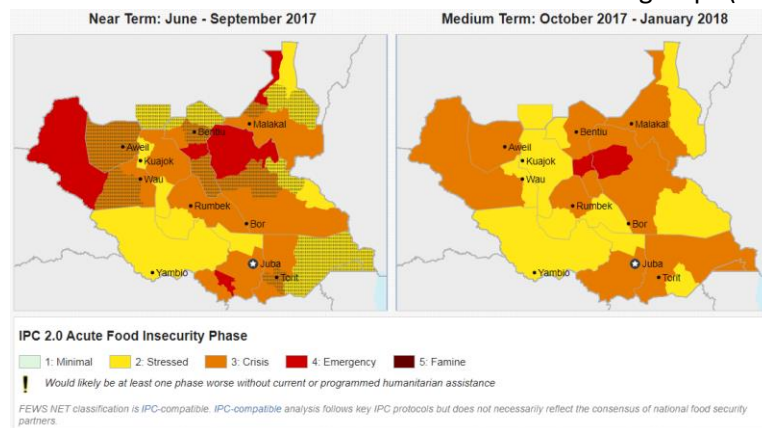 Near Term: June - September 2017
Medium Term: October 2017 - January 2018
Malakal
Bentiu
Aweil
Kuajok
Wau
Rumbek
Bor
Juba
Yambio
Torit
Malakal
Bentiu
Aweil
Kuajok
Wau
Rumbek
Bor
Juba
Yambio
Torit
IPC 2.0 Acute Food Insecurity Phase
1: Minimal 2: Stressed 3: Crisis 4: Emergency 5: Famine
! Would likely be at least one phase worse without current or programmed humanitarian assistance
FEWS NET classification is IPC-compatible. IPC-compatible analysis follows key IPC protocols but does not necessarily reflect the consensus of national food security
partners.